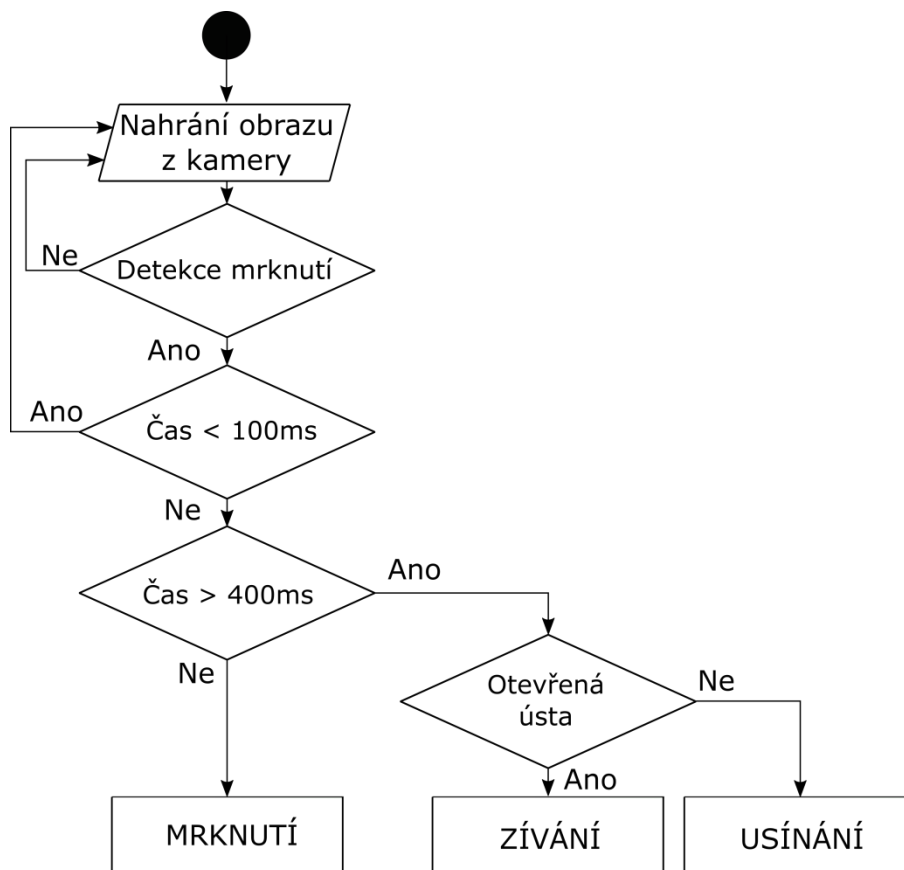 Nahrání obrazu
z kamery
Ne
Detekce mrknutí
Ano
Ano
Čas < 100ms
Ne
Čas > 400ms
Ano
Ne
Otevřená
ústa
Ne
Ano
MRKNUTÍ
ZÍVÁNÍ
USÍNÁNÍ